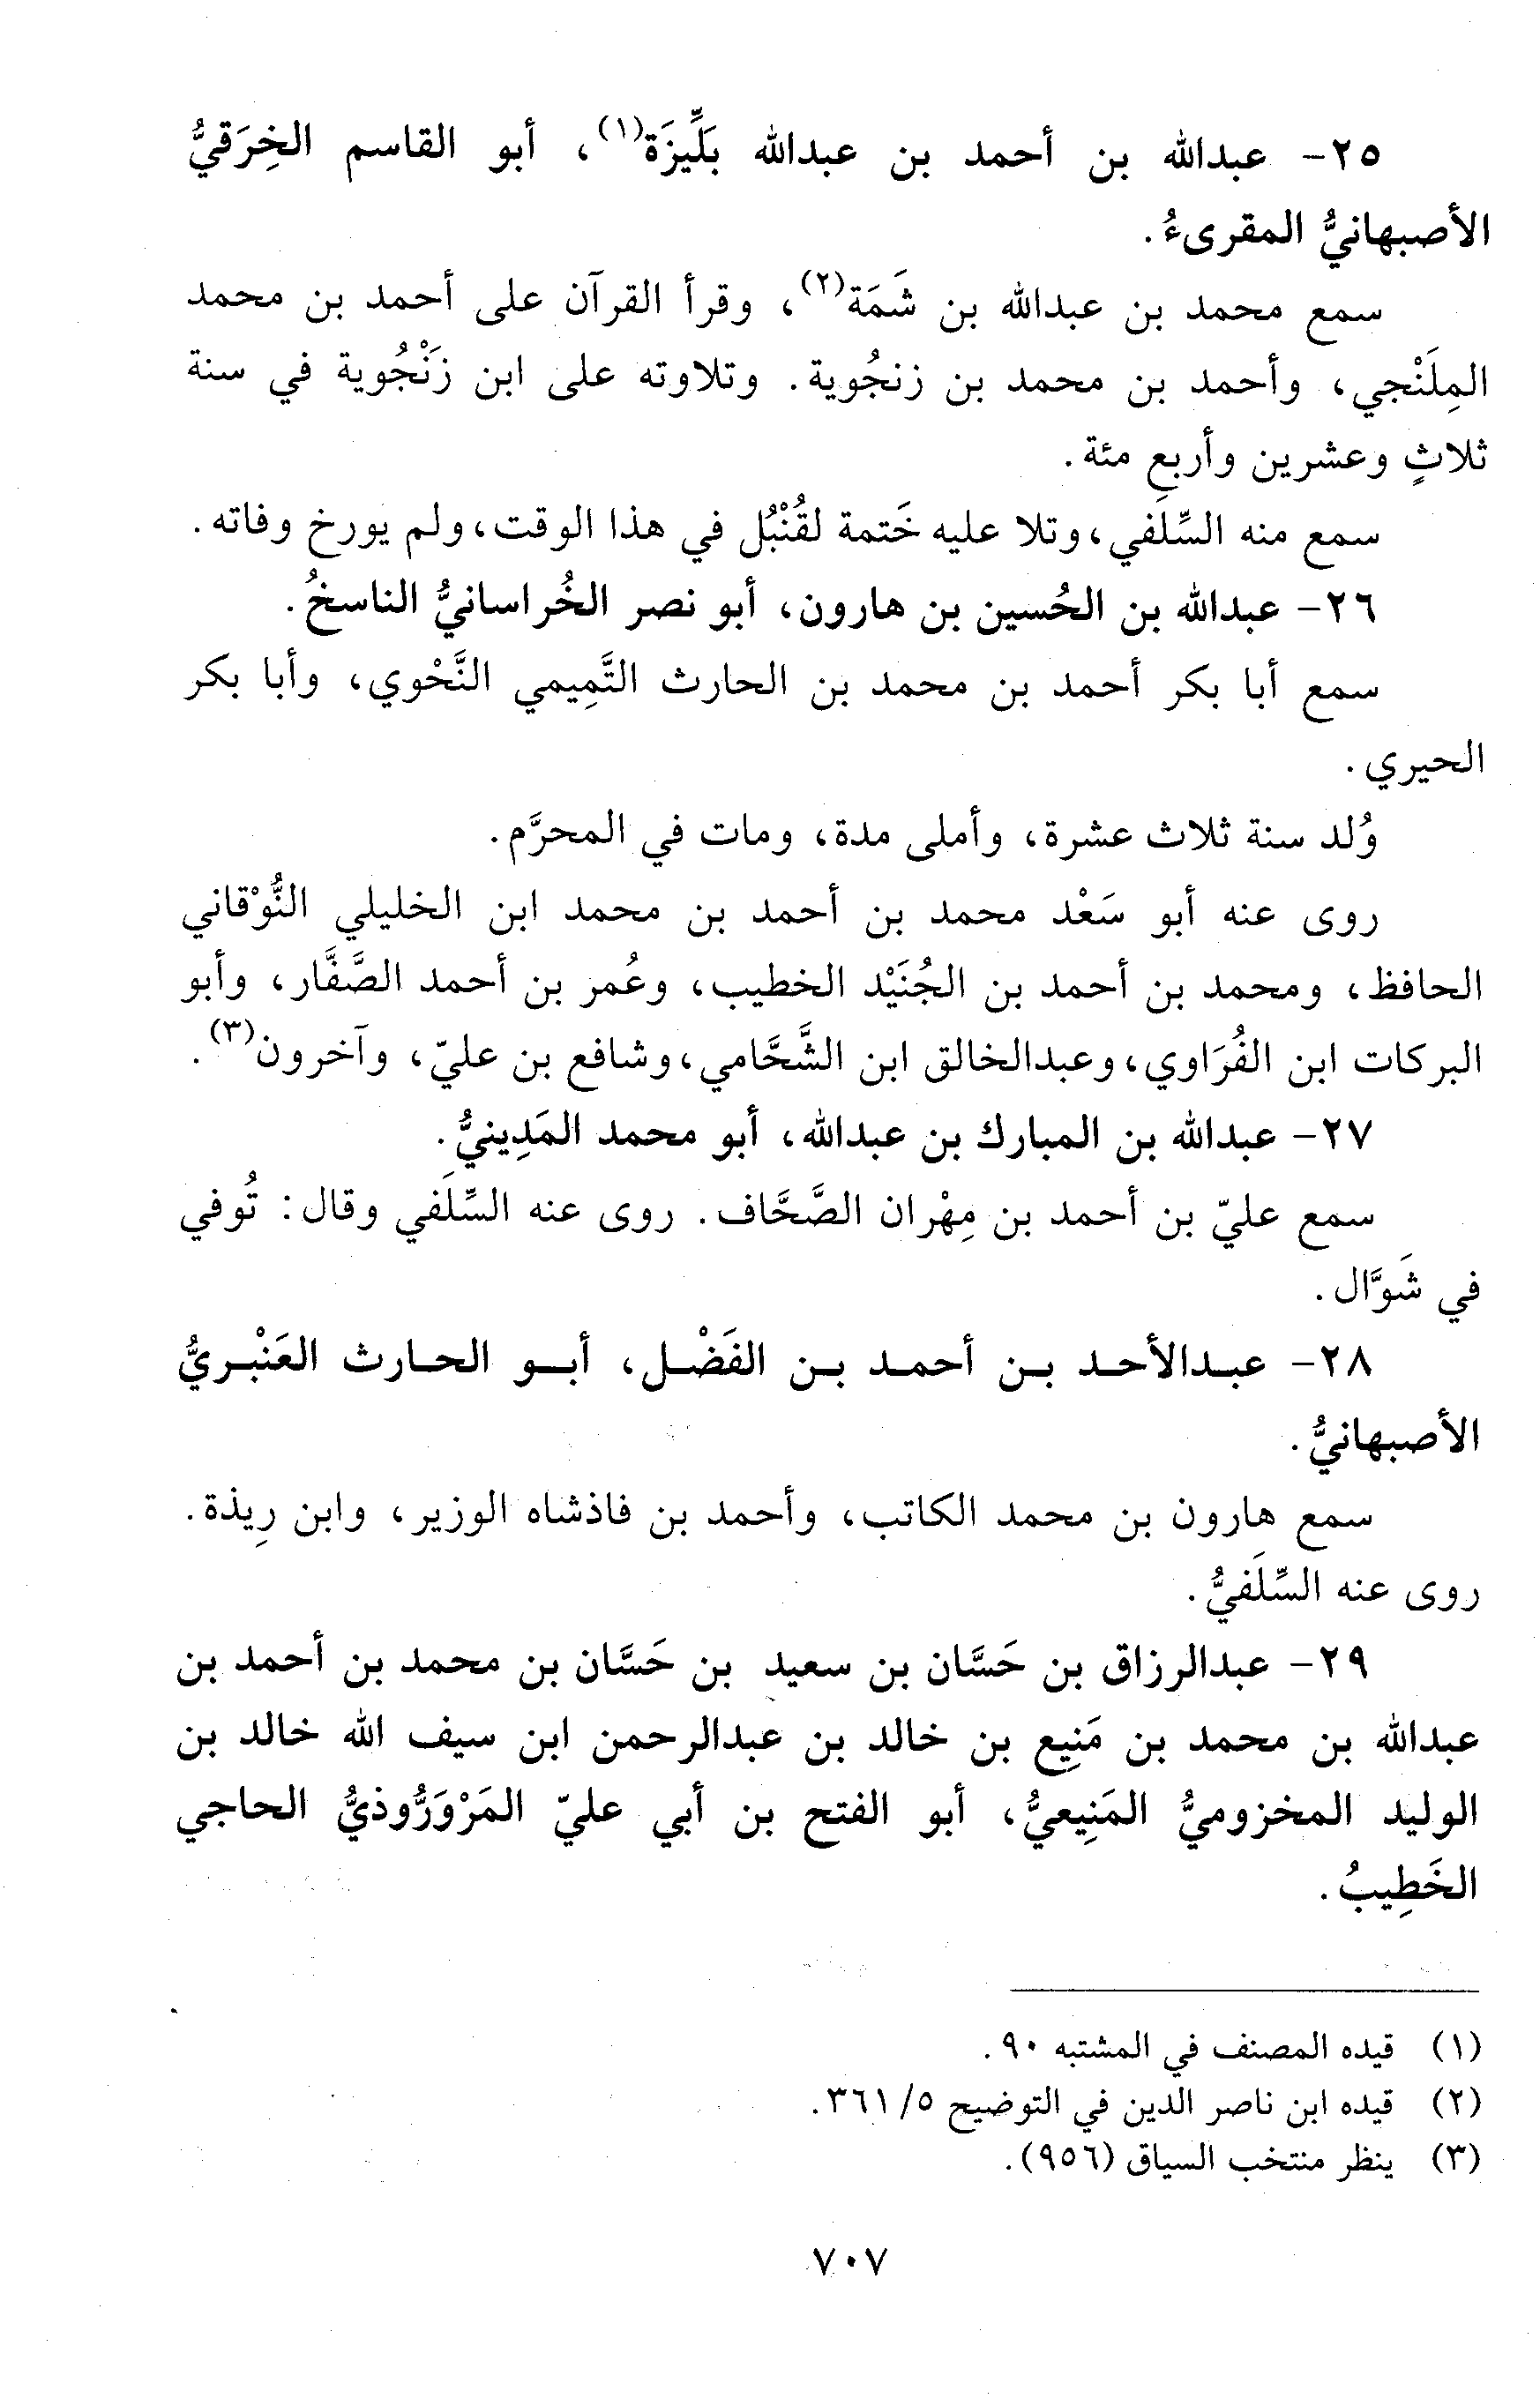 ٢٥- عبدالله بن أحمد بن عبدالله بَلِّيزَة(١)، أبو القاسم الخِرَقيُّ
الأصبهانيُّ المقرىءُ.
سمع محمد بن عبدالله بن شَمَة(٢)، وقرأ القرآن على أحمد بن محمد
المِلَنْجي، وأحمد بن محمد بن زنجُوية. وتلاوته على ابن زَنْجُوية في سنة
ثلاثٍ وعشرين وأربع مئة.
سمع منه السِّلَفي، وتلا عليه خَتمة لقُنْبُل في هذا الوقت، ولم يورخ وفاته.
٢٦- عبدالله بن الحُسين بن هارون، أبو نصر الخُراسانيُّ الناسخُ.
سمع أبا بكر أحمد بن محمد بن الحارث التَّمِيمي النَّحْوي، وأبا بكر
الحيري.
وُلد سنة ثلاث عشرة، وأملى مدة، ومات في المحرَّم.
روى عنه أبو سَعْد محمد بن أحمد بن محمد ابن الخليلي النُّوْقاني
الحافظ، ومحمد بن أحمد بن الجُنَيْد الخطيب، وعُمر بن أحمد الصَّفَّار، وأبو
البركات ابن الفُرَاوي، وعبدالخالق ابن الشَّحَّامي، وشافع بن عليّ، وآخرون(٣).
٢٧- عبدالله بن المبارك بن عبدالله، أبو محمد المَدِينيُّ.
سمع عليّ بن أحمد بن مِهْران الصَّحَّاف. روى عنه السِّلَفي وقال: تُوفي
في شَوَّال.
٢٨- عبدالأحد بن أحمد بن الفَضْل، أبو الحارث العَنْبريُّ
الأصبهانيُّ.
سمع هارون بن محمد الكاتب، وأحمد بن فاذشاه الوزير، وابن رِيذة.
روى عنه السِّلَفيُّ.
٢٩- عبدالرزاق بن حَسَّان بن سعيد بن حَسَّان بن محمد بن أحمد بن
عبدالله بن محمد بن مَنِيع بن خالد بن عبدالرحمن ابن سيف الله خالد بن
الوليد المخزوميُّ المَنِيعيُّ، أبو الفتح بن أبي عليّ المَرْوَرُّوذيُّ الحاجي
الخَطِيبُ.
(١) قيده المصنف في المشتبه ٩٠.
(٢) قيده ابن ناصر الدين في التوضيح ٥/ ٣٦١.
(٣) ينظر منتخب السياق (٩٥٦).
٧٠٧